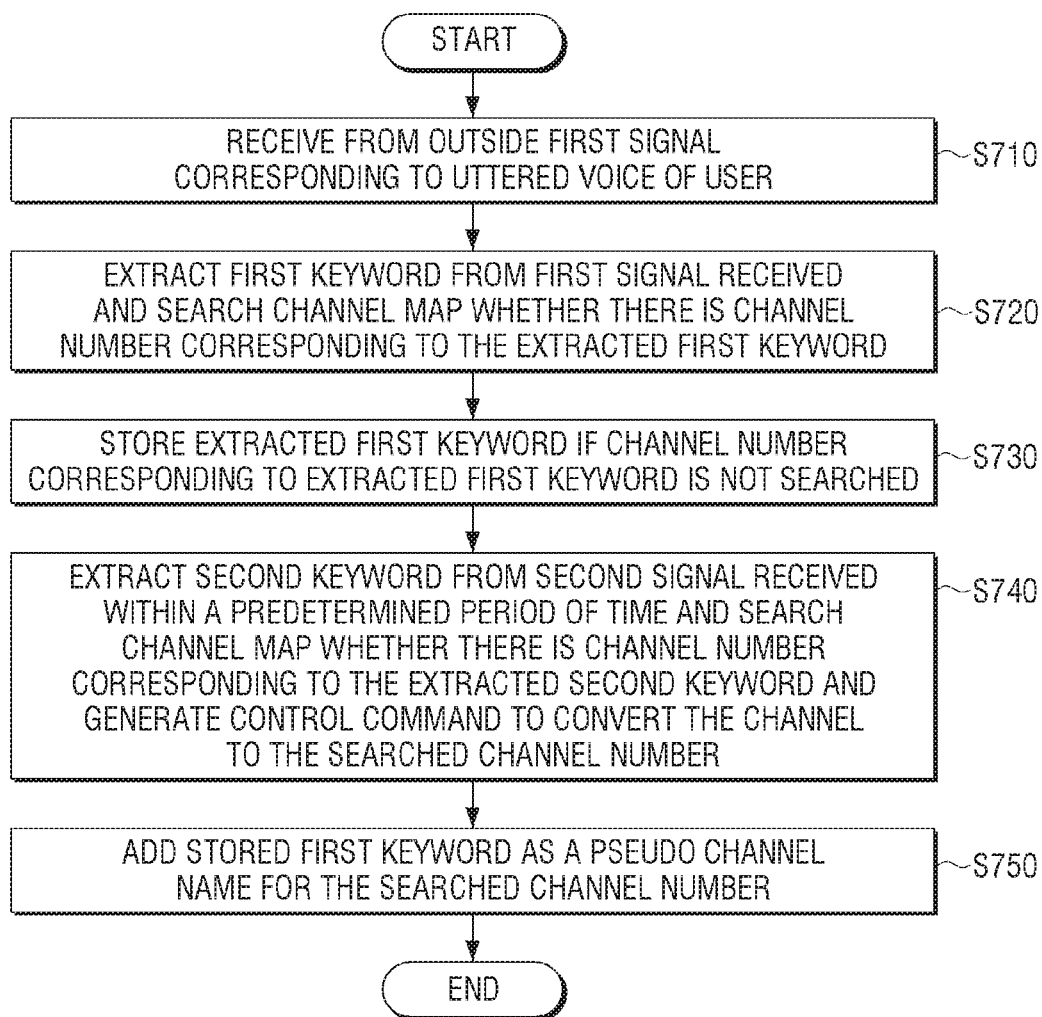 START
RECEIVE FROM OUTSIDE FIRST SIGNAL
CORRESPONDING TO UTTERED VOICE OF USER
S710
EXTRACT FIRST KEYWORD FROM FIRST SIGNAL RECEIVED
AND SEARCH CHANNEL MAP WHETHER THERE IS CHANNEL
NUMBER CORRESPONDING TO THE EXTRACTED FIRST KEYWORD
S720
STORE EXTRACTED FIRST KEYWORD IF CHANNEL NUMBER
CORRESPONDING TO EXTRACTED FIRST KEYWORD IS NOT SEARCHED
S730
EXTRACT SECOND KEYWORD FROM SECOND SIGNAL RECEIVED
WITHIN A PREDETERMINED PERIOD OF TIME AND SEARCH
CHANNEL MAP WHETHER THERE IS CHANNEL NUMBER
CORRESPONDING TO THE EXTRACTED SECOND KEYWORD AND
GENERATE CONTROL COMMAND TO CONVERT THE CHANNEL
TO THE SEARCHED CHANNEL NUMBER
S740
ADD STORED FIRST KEYWORD AS A PSEUDO CHANNEL
NAME FOR THE SEARCHED CHANNEL NUMBER
S750
END